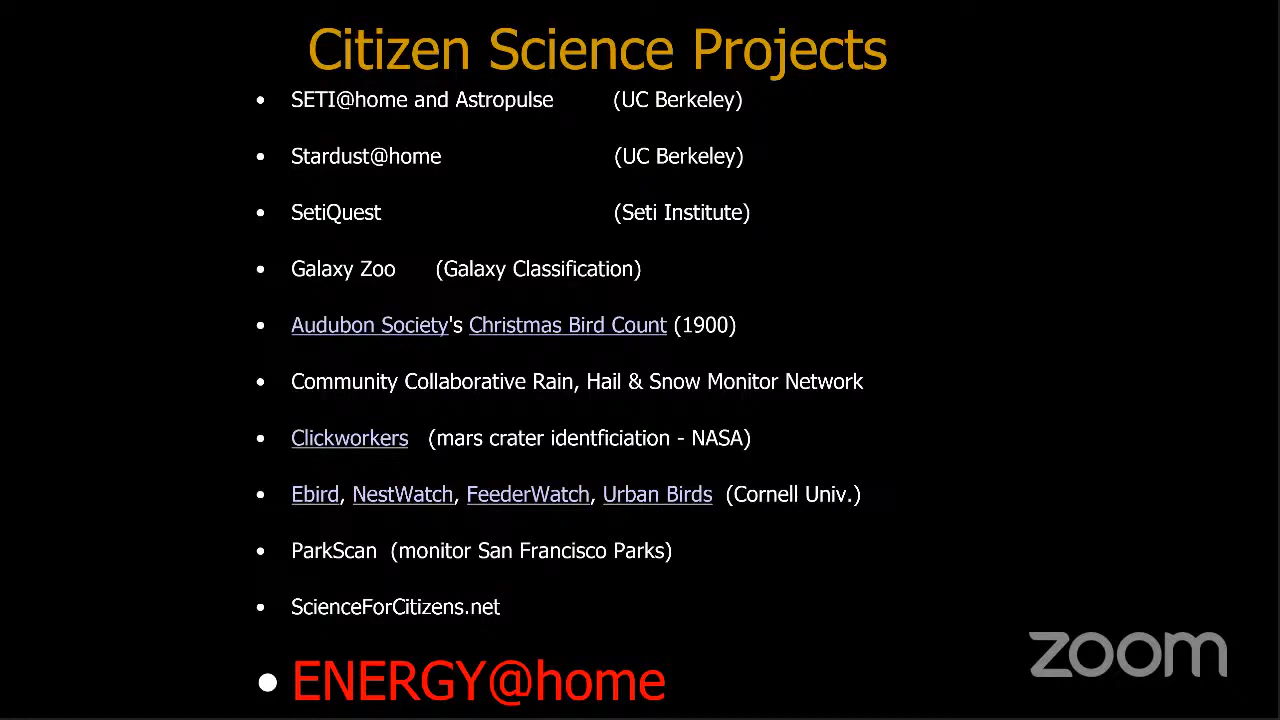 Citizen Science Projects
• SETI@home and Astropulse (UC Berkeley)
• Stardust@home (UC Berkeley)
• SetiQuest (Seti Institute)
• Galaxy Zoo (Galaxy Classification)
• Audubon Society's Christmas Bird Count (1900)
• Community Collaborative Rain, Hail & Snow Monitor Network
• Clickworkers (mars crater identficiation - NASA)
• Ebird, NestWatch, FeederWatch, Urban Birds (Cornell Univ.)
• ParkScan (monitor San Francisco Parks)
• ScienceForCitizens.net
• ENERGY@home
zoom